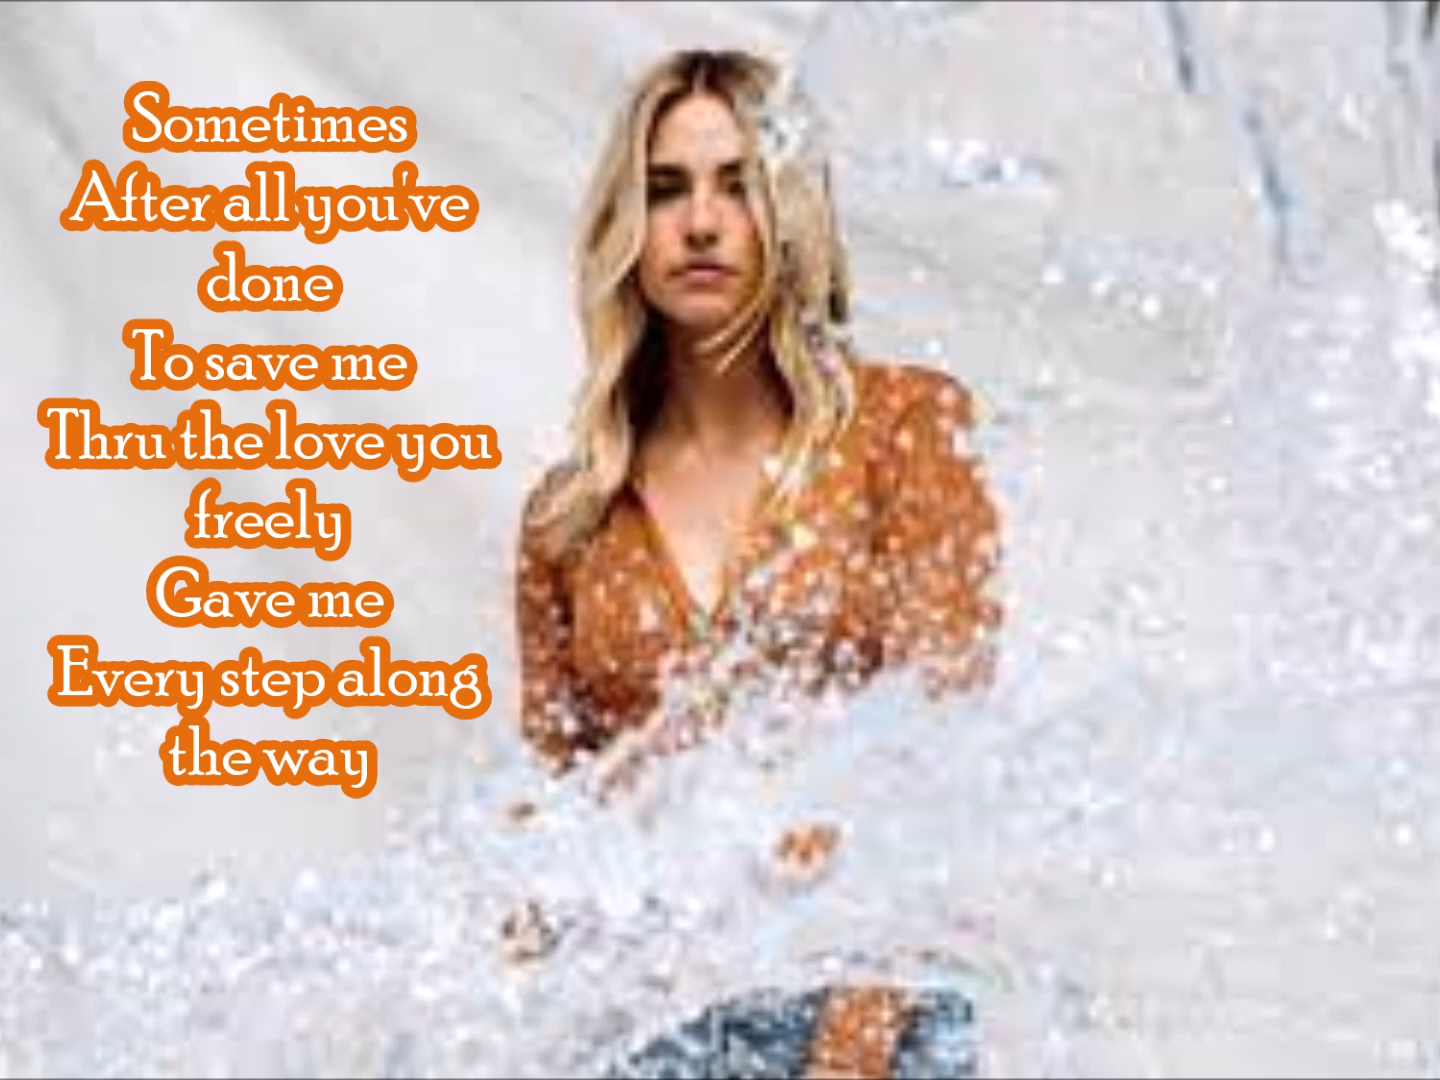 Sometimes
After all you've
done
To save me
Thru the love you
freely
Gave me
Every step along
the way